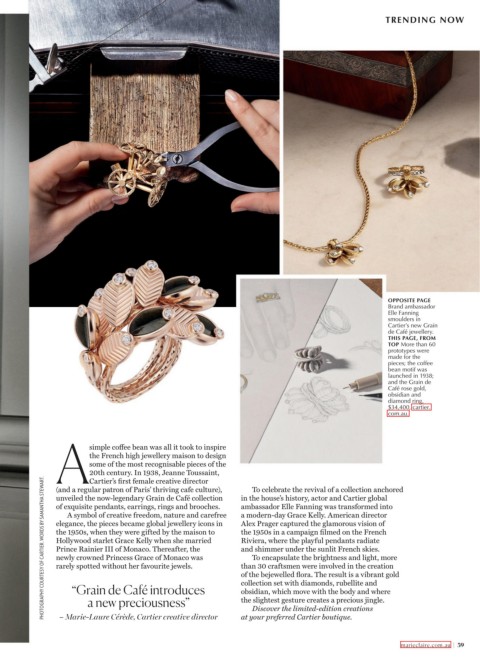 TRENDING NOW
OPPOSITE PAGE
Brand ambassador
Elle Fanning
smoulders in
Cartier's new Grain
de Café jewellery.
THIS PAGE, FROM
TOP More than 60
prototypes were
made for the
pieces; the coffee
bean motif was
launched in 1938;
and the Grain de
Café rose gold,
obsidian and
diamond ring,
$34,400, cartier.
com.au.
A simple coffee bean was all it took to inspire
the French high jewellery maison to design
some of the most recognisable pieces of the
20th century. In 1938, Jeanne Toussaint,
Cartier's first female creative director
(and a regular patron of Paris' thriving cafe culture),
unveiled the now-legendary Grain de Café collection
of exquisite pendants, earrings, rings and brooches.
A symbol of creative freedom, nature and carefree
elegance, the pieces became global jewellery icons in
the 1950s, when they were gifted by the maison to
Hollywood starlet Grace Kelly when she married
Prince Rainier III of Monaco. Thereafter, the
newly crowned Princess Grace of Monaco was
rarely spotted without her favourite jewels.
"Grain de Café introduces
a new preciousness"
– Marie-Laure Cérède, Cartier creative director
To celebrate the revival of a collection anchored
in the house's history, actor and Cartier global
ambassador Elle Fanning was transformed into
a modern-day Grace Kelly. American director
Alex Prager captured the glamorous vision of
the 1950s in a campaign filmed on the French
Riviera, where the playful pendants radiate
and shimmer under the sunlit French skies.
To encapsulate the brightness and light, more
than 30 craftsmen were involved in the creation
of the bejewelled flora. The result is a vibrant gold
collection set with diamonds, rubellite and
obsidian, which move with the body and where
the slightest gesture creates a precious jingle.
Discover the limited-edition creations
at your preferred Cartier boutique.
PHOTOGRAPHY COURTESY OF CARTIER. WORDS BY SAMANTHA STEWART.
marieclaire.com.au | 39